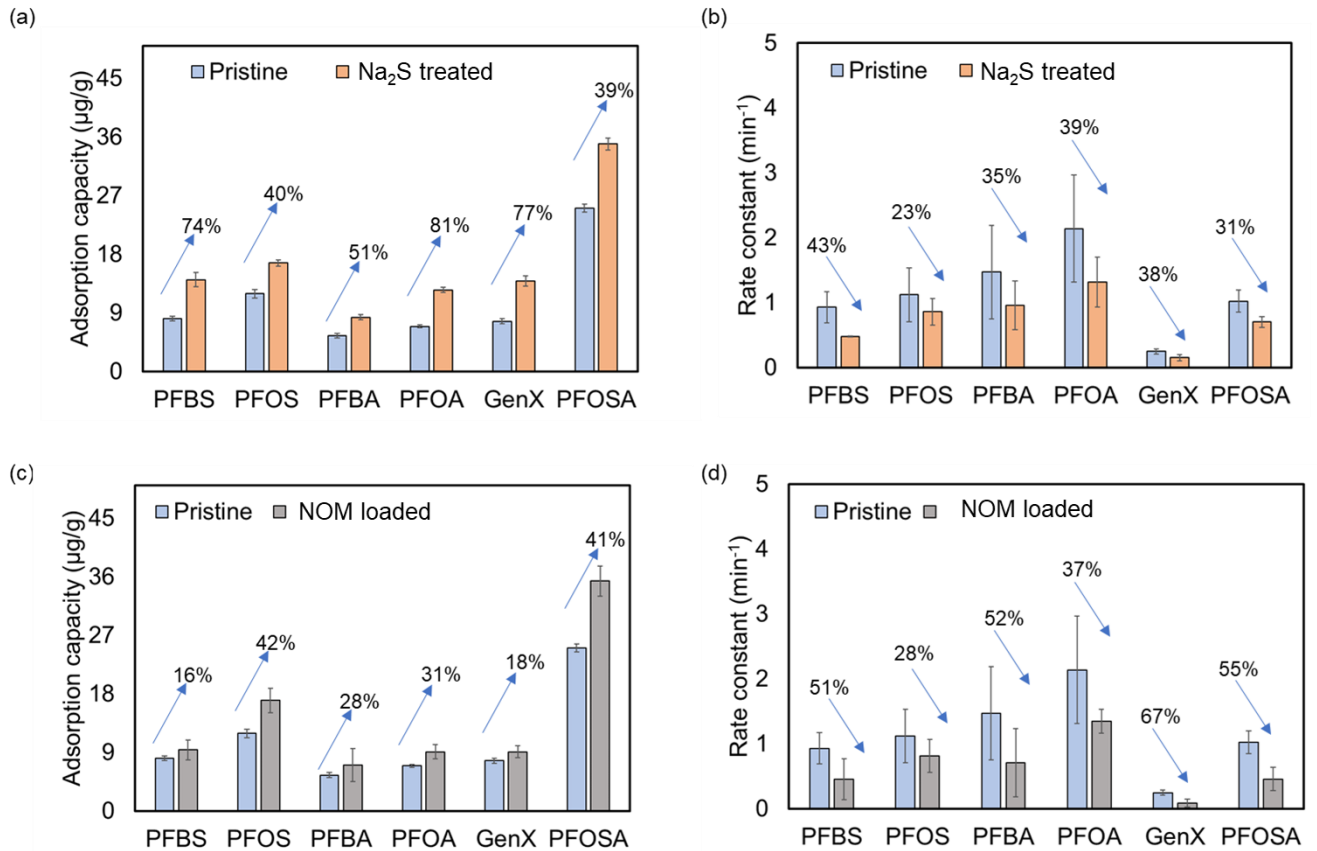 (a)
Adsorption capacity (µg/g)
45
36
27
18
9
0
Pristine
Na₂S treated
74%
40%
51%
81%
77%
39%
PFBS PFOS PFBA PFOA GenX PFOSA
(b)
Rate constant (min⁻¹)
5
4
3
2
1
0
Pristine
Na₂S treated
43%
23%
35%
39%
38%
31%
PFBS PFOS PFBA PFOA GenX PFOSA
(c)
Adsorption capacity (µg/g)
45
36
27
18
9
0
Pristine
NOM loaded
16%
42%
28%
31%
18%
41%
PFBS PFOS PFBA PFOA GenX PFOSA
(d)
Rate constant (min⁻¹)
5
4
3
2
1
0
Pristine
NOM loaded
51%
28%
52%
37%
67%
55%
PFBS PFOS PFBA PFOA GenX PFOSA